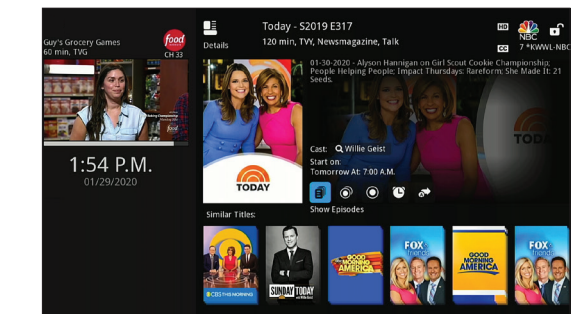 Guy's Grocery Games
60 min, TVG
food
CH 33
food
1:54 P.M.
01/29/2020
Details
Today - S2019 E317
120 min, TVY, Newsmagazine, Talk
HD
NBC
CC
7 *KWWL-NBC
01-30-2020 - Alyson Hannigan on Girl Scout Cookie Championship;
People Helping People; Impact Thursdays: Rareform; She Made It: 21
Seeds.
TODAY
TODAY
Cast: Willie Geist
Start on:
Tomorrow At: 7:00 A.M.
Show Episodes
Similar Titles:
CBS THIS MORNING
SUNDAY TODAY
GOOD
MORNING
AMERICA
FOX
friends
GOOD
MORNING
AMERICA
FOX
friends